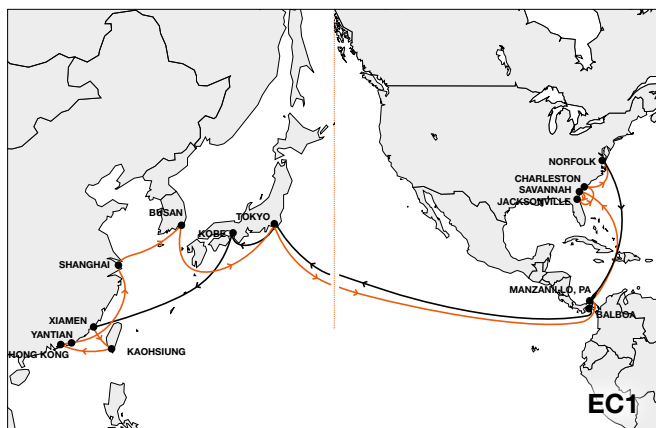 NORFOLK
CHARLESTON
SAVANNAH
JACKSONVILLE
BUSAN
TOKYO
KOBE
SHANGHAI
MANZANILLO, PA
BALBOA
XIAMEN
YANTIAN
HONG KONG
KAOHSIUNG
EC1